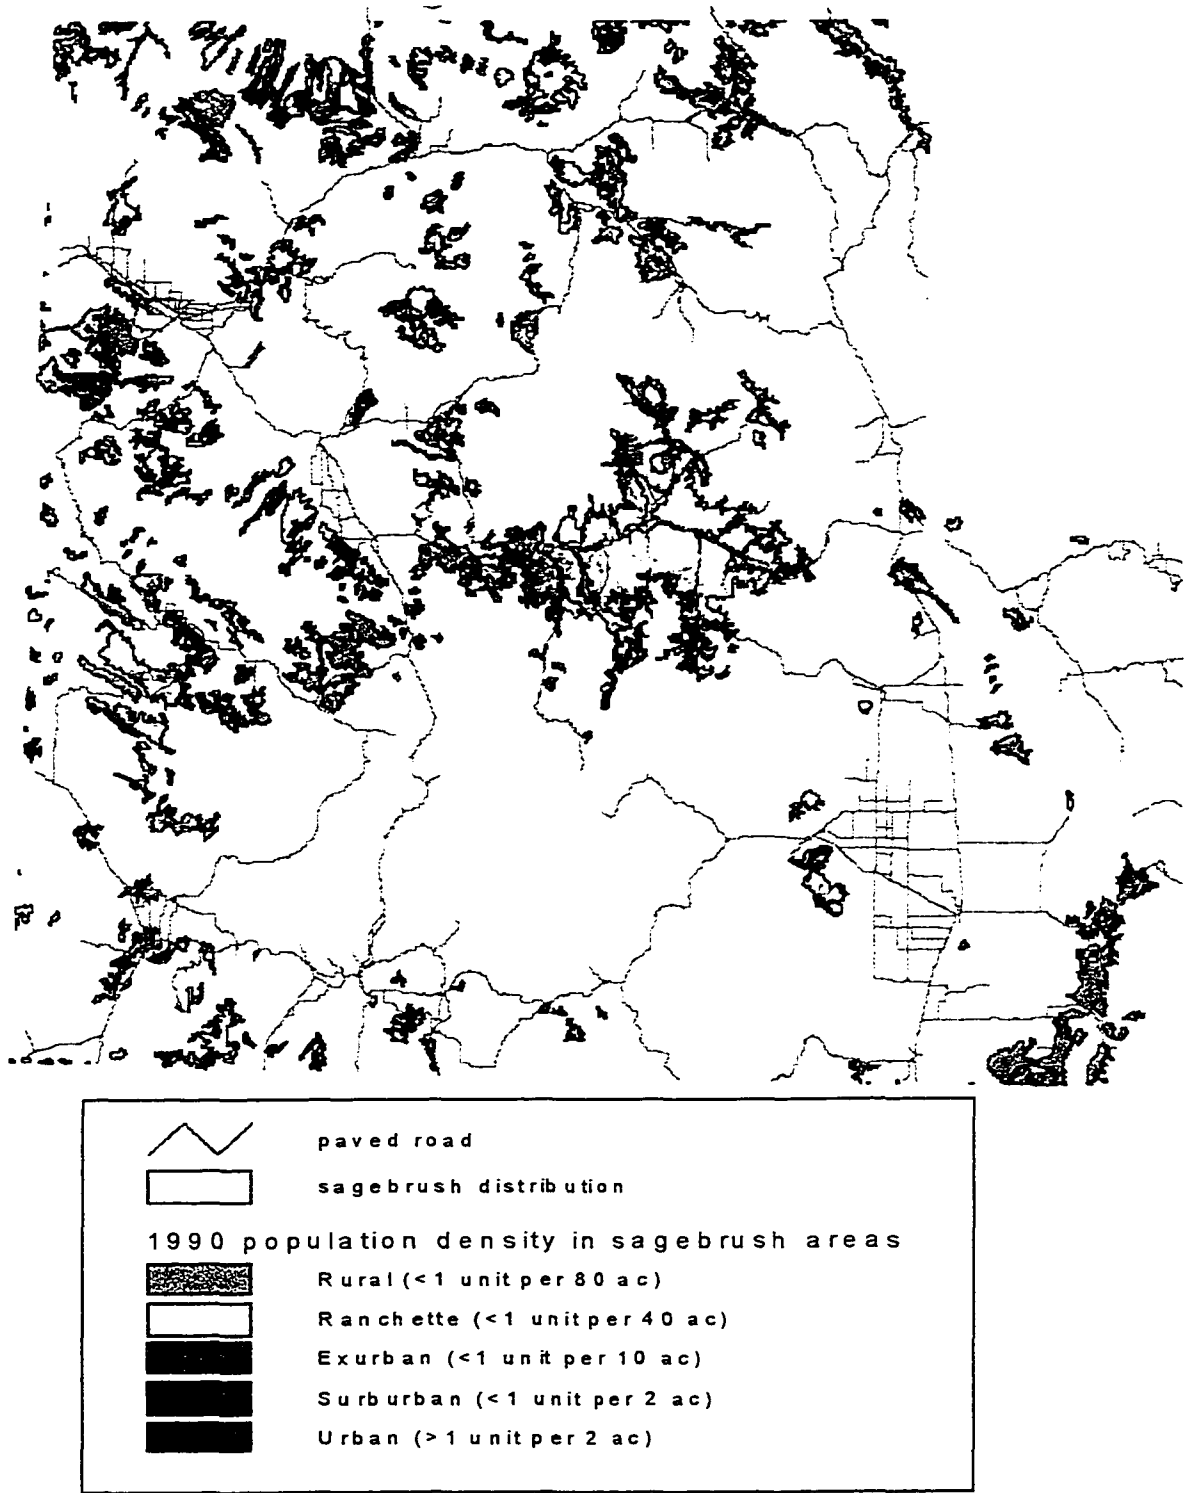 paved road
sagebrush distribution
1990 population density in sagebrush areas
Rural (<1 unit per 80 ac)
Ranchette (<1 unit per 40 ac)
Exurban (<1 unit per 10 ac)
Surburban (<1 unit per 2 ac)
Urban (>1 unit per 2 ac)